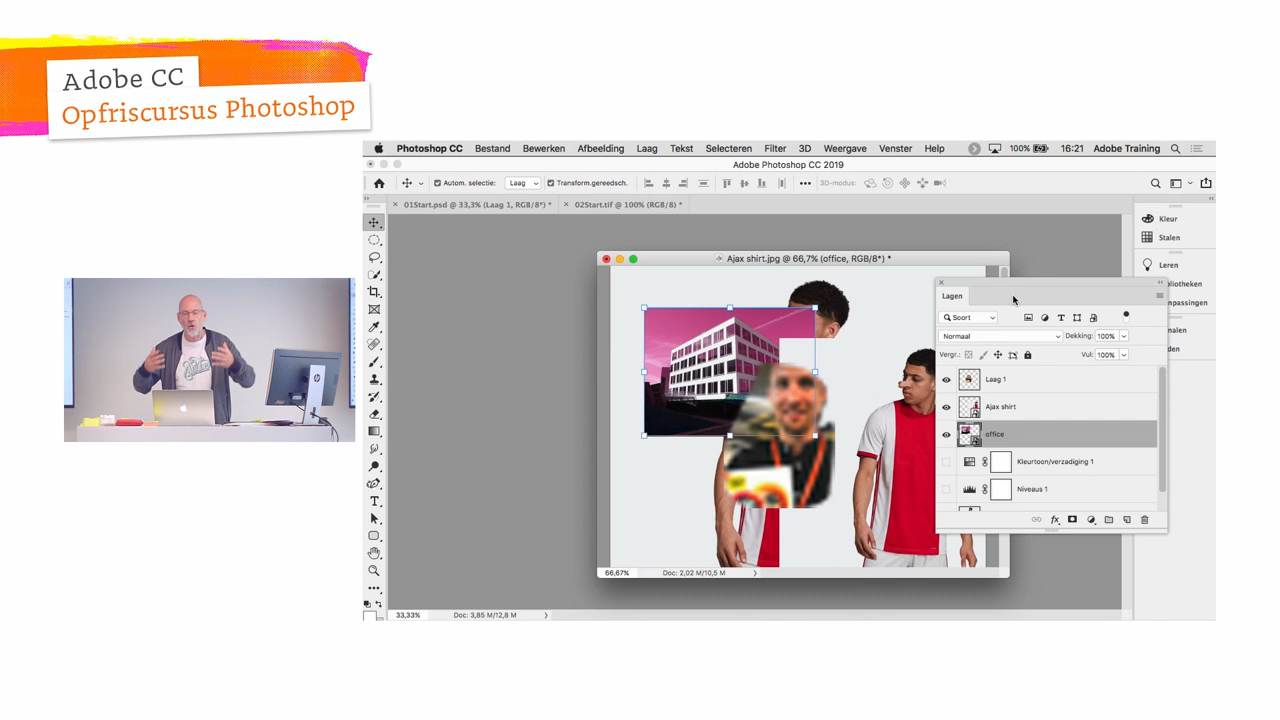 Adobe CC
Opfriscursus Photoshop
Photoshop CC Bestand Bewerken Afbeelding Laag Tekst Selecteren Filter 3D Weergave Venster Help 100% 16:21 Adobe Training
Adobe Photoshop CC 2019
Autom. selectie: Laag Transform.gereedsch. 3D-modus:
01Start.psd @ 33,3% (Laag 1, RGB/8*) * 02Start.tif @ 100% (RGB/8) *
Kleur
Stalen
Ajax shirt.jpg @ 66,7% (office, RGB/8*) *
Leren
bliotheken
Lagen
npassingen
Soort
nalen
Normaal Dekking: 100%
den
Vergr.: Vul: 100%
Laag 1
Ajax shirt
office
Kleurtoon/verzadiging 1
Niveaus 1
fx
66,67% Doc: 2,02 M/10,5 M
33,33% Doc: 3,85 M/12,8 M